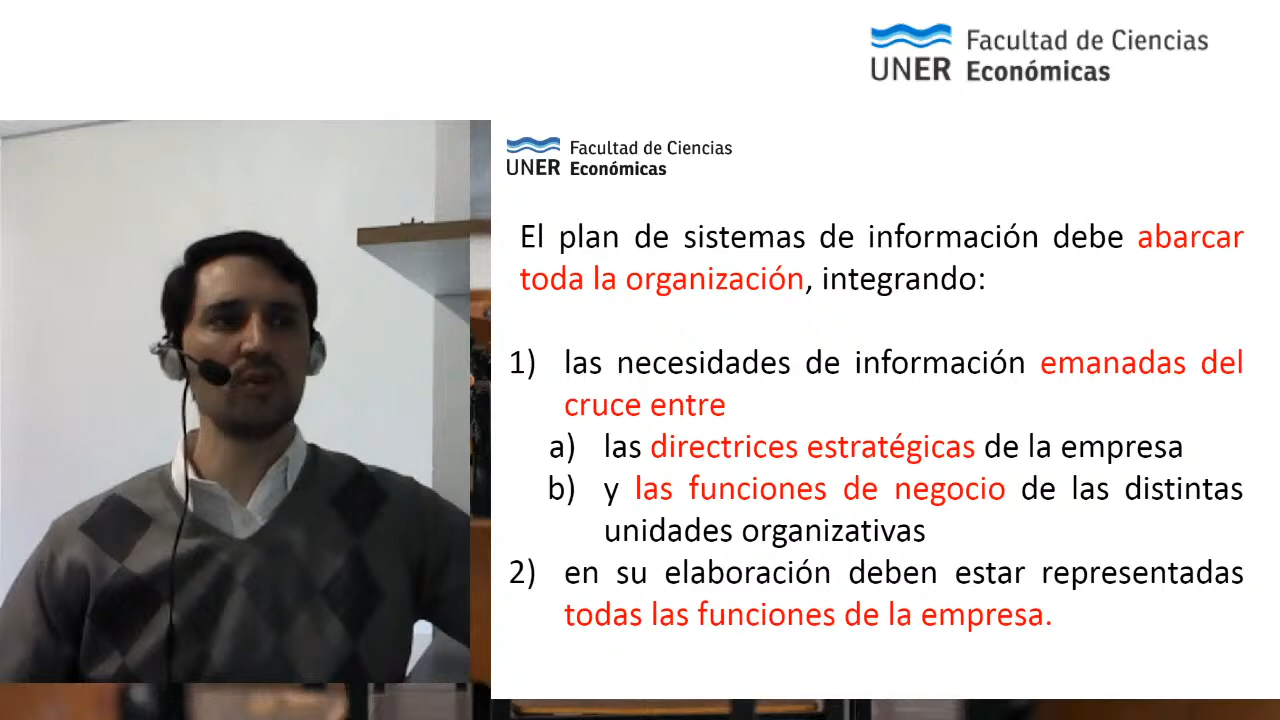 Facultad de Ciencias
UNER Económicas
Facultad de Ciencias
UNER Económicas
El plan de sistemas de información debe abarcar
toda la organización, integrando:
1) las necesidades de información emanadas del
cruce entre
a) las directrices estratégicas de la empresa
b) y las funciones de negocio de las distintas
unidades organizativas
2) en su elaboración deben estar representadas
todas las funciones de la empresa.